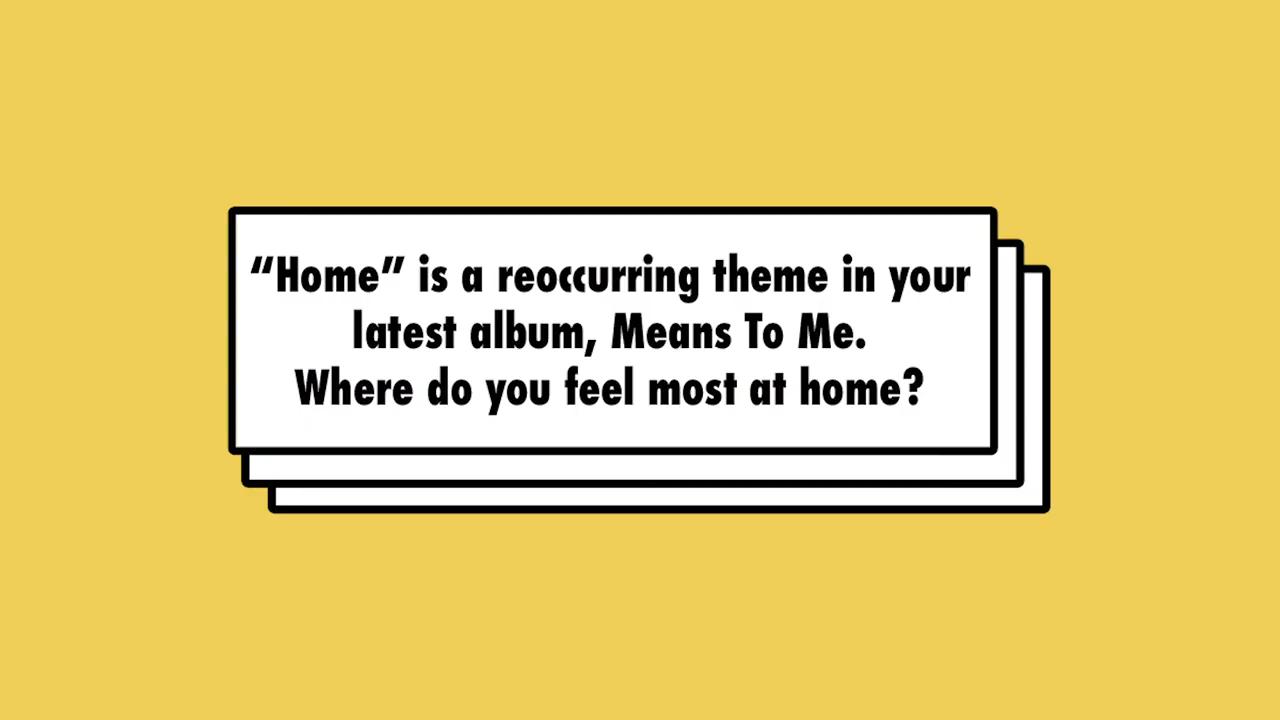 “Home” is a reoccurring theme in your
latest album, Means To Me.
Where do you feel most at home?